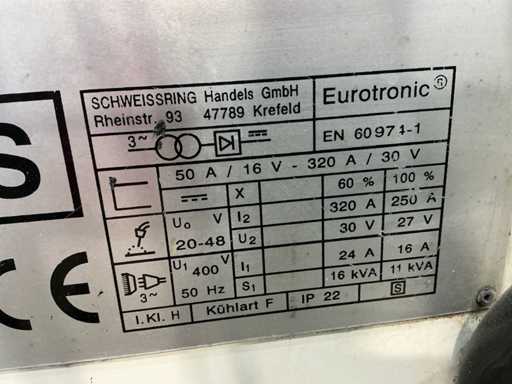 SCHWEISSRING Handels GmbH
Rheinstr. 93 47789 Krefeld
Eurotronic
S
3~
EN 60974-1
50 A / 16 V - 320 A / 30 V
X 60 % 100 %
U₀ V I₂ 320 A 250 A
20-48 U₂ 30 V 27 V
U₁ 400 V I₁ 24 A 16 A
3~ 50 Hz S₁ 16 kVA 11 kVA
I.Kl. H Kühlart F IP 22 S
CE